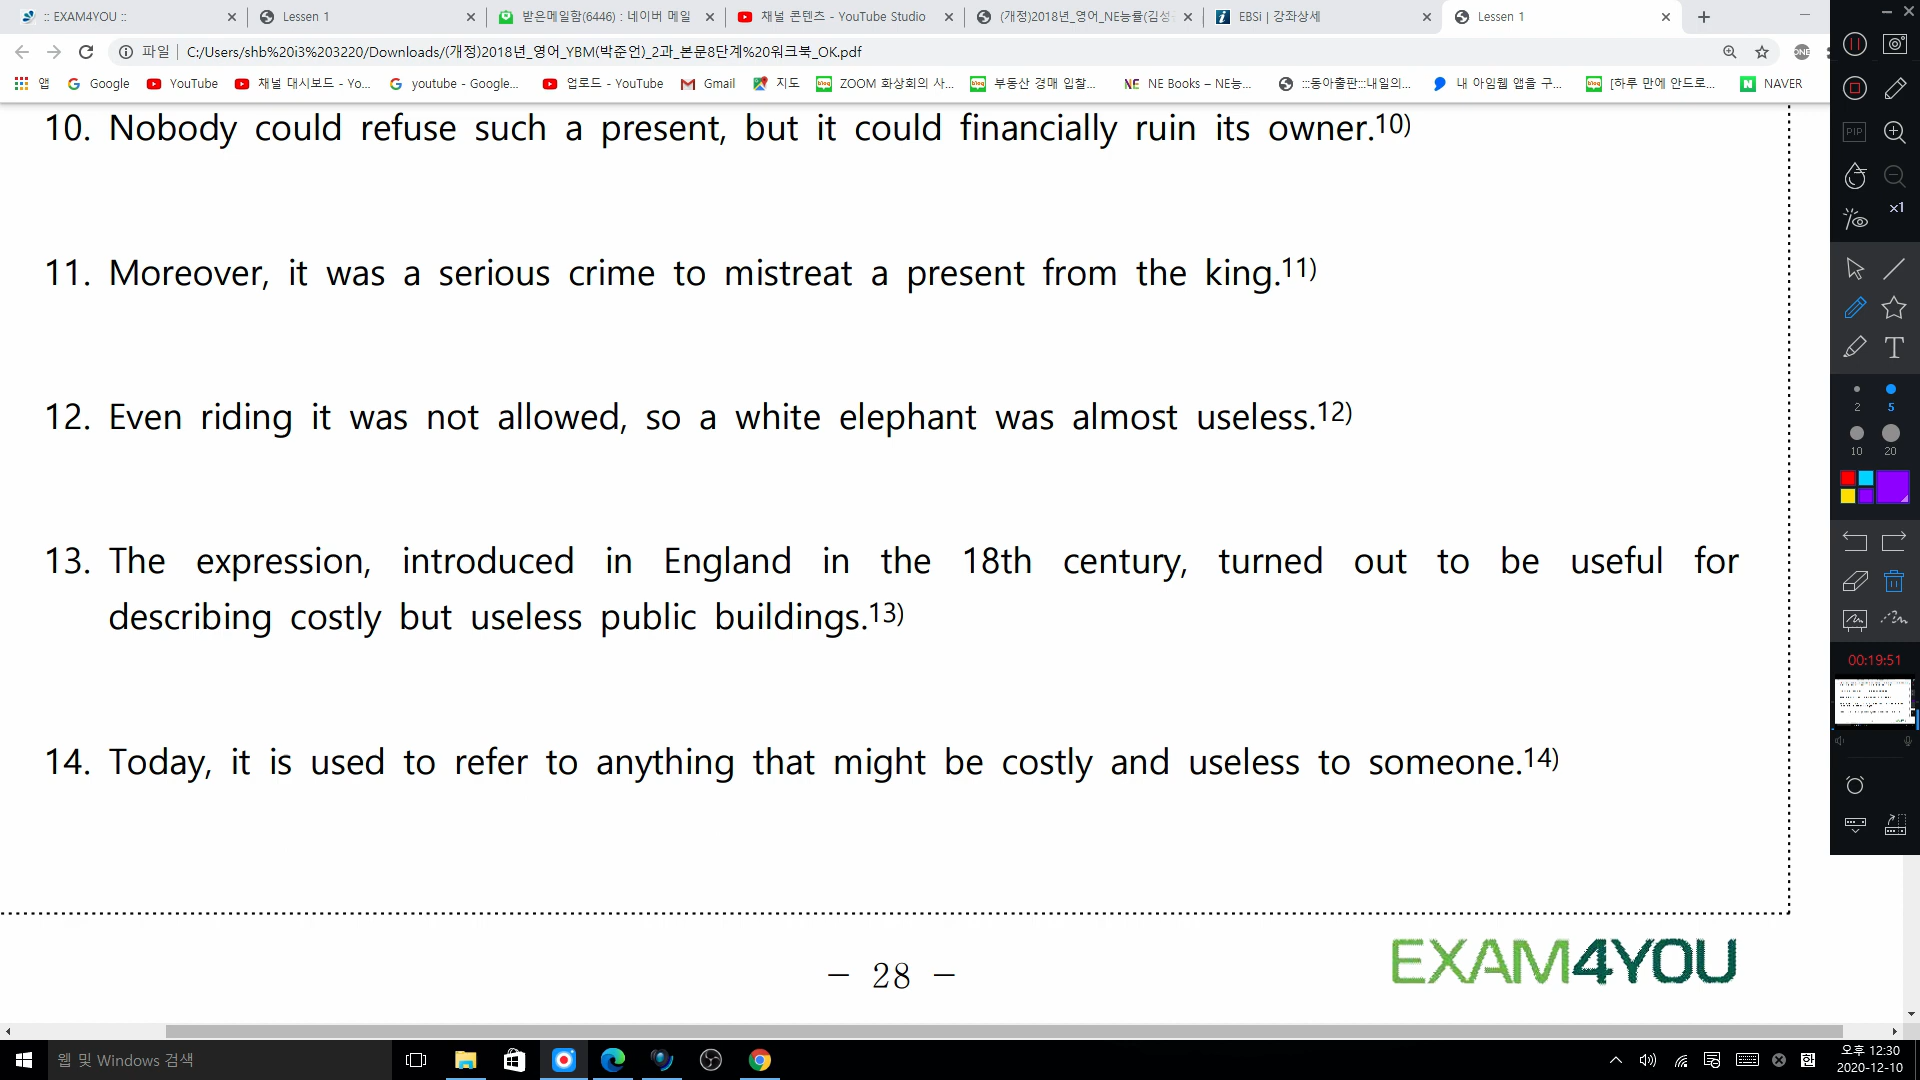 :: EXAM4YOU ::
Lessen 1
받은메일함(6446) : 네이버 메일
채널 콘텐츠 - YouTube Studio
(개정)2018년_영어_NE능률(김성
EBSi | 강좌상세
Lessen 1
파일 | C:/Users/shb%20i3%203220/Downloads/(개정)2018년_영어_YBM(박준언)_2과_본문8단계%20워크북_OK.pdf
앱 Google YouTube 채널 대시보드 - Yo... youtube - Google... 업로드 - YouTube Gmail 지도 ZOOM 화상회의 사... 부동산 경매 입찰... NE Books – NE능... :::동아출판:::내일의... 내 아임웹 앱을 구... [하루 만에 안드로... NAVER
10. Nobody could refuse such a present, but it could financially ruin its owner.10)
11. Moreover, it was a serious crime to mistreat a present from the king.11)
12. Even riding it was not allowed, so a white elephant was almost useless.12)
13. The expression, introduced in England in the 18th century, turned out to be useful for
describing costly but useless public buildings.13)
14. Today, it is used to refer to anything that might be costly and useless to someone.14)
- 28 -
EXAM4YOU
PIP
x1
T
2 5
10 20
00:19:51
웹 및 Windows 검색
한
오후 12:30
2020-12-10